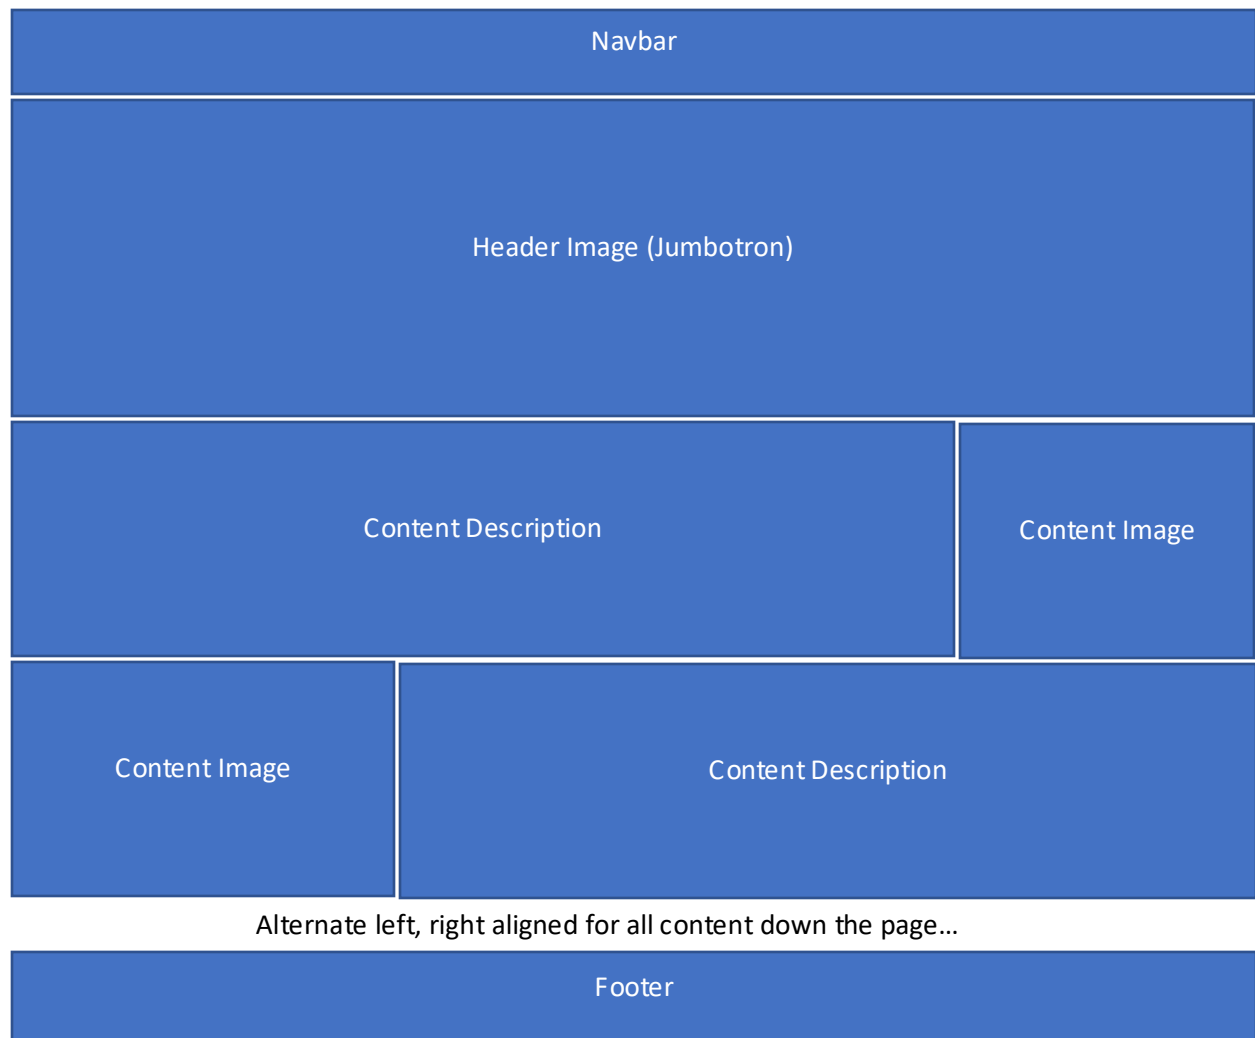 Navbar
Header Image (Jumbotron)
Content Description
Content Image
Content Image
Content Description
Alternate left, right aligned for all content down the page…
Footer